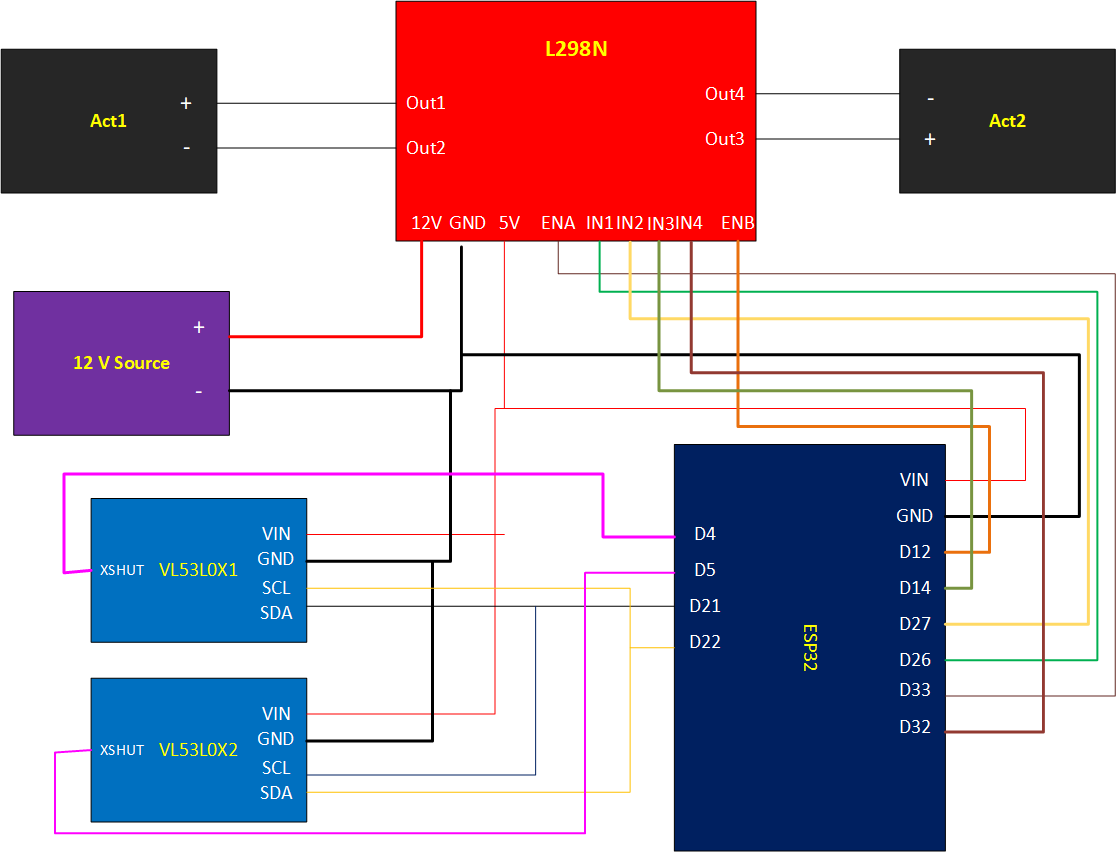 L298N
Act1
+
-
Out1
Out2
Out4
Out3
-
+
Act2
12V GND 5V ENA IN1 IN2 IN3 IN4 ENB
12 V Source
+
-
XSHUT VL53L0X1
VIN
GND
SCL
SDA
XSHUT VL53L0X2
VIN
GND
SCL
SDA
D4
D5
D21
D22
ESP32
VIN
GND
D12
D14
D27
D26
D33
D32